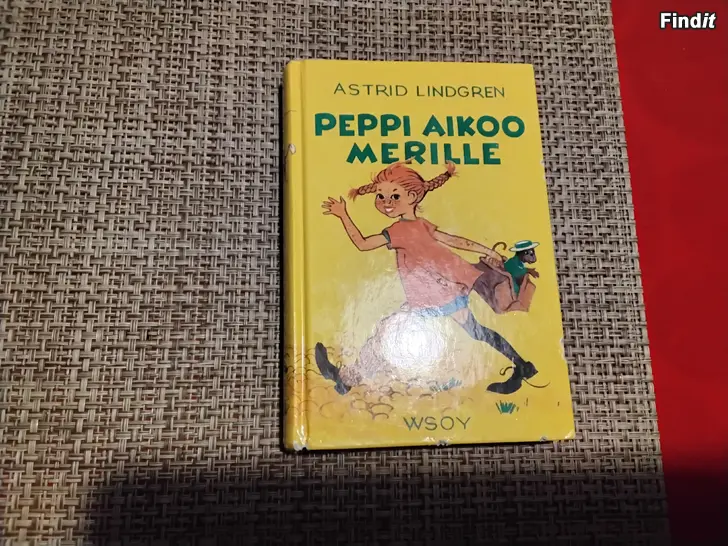 Findit
ASTRID LINDGREN
PEPPI AIKOO
MERILLE
WSOY